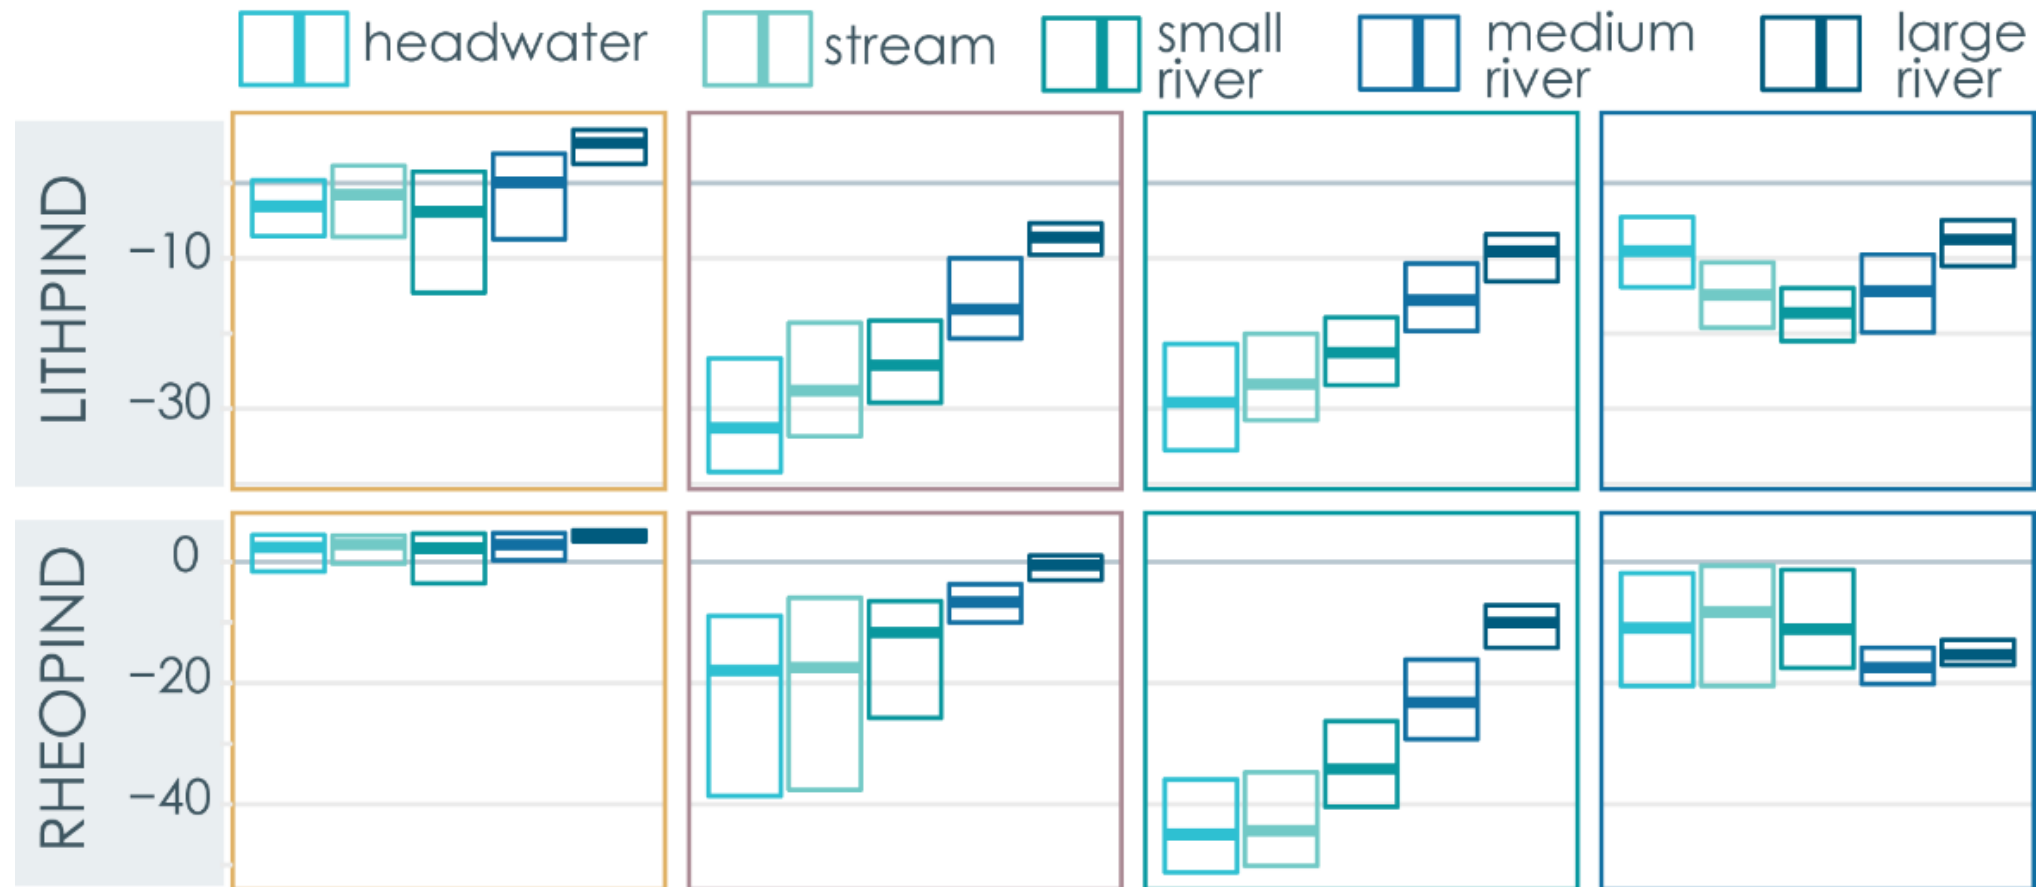 headwater
stream
small
river
medium
river
large
river
LITHPIND
−10
−30
RHEOPIND
0
−20
−40